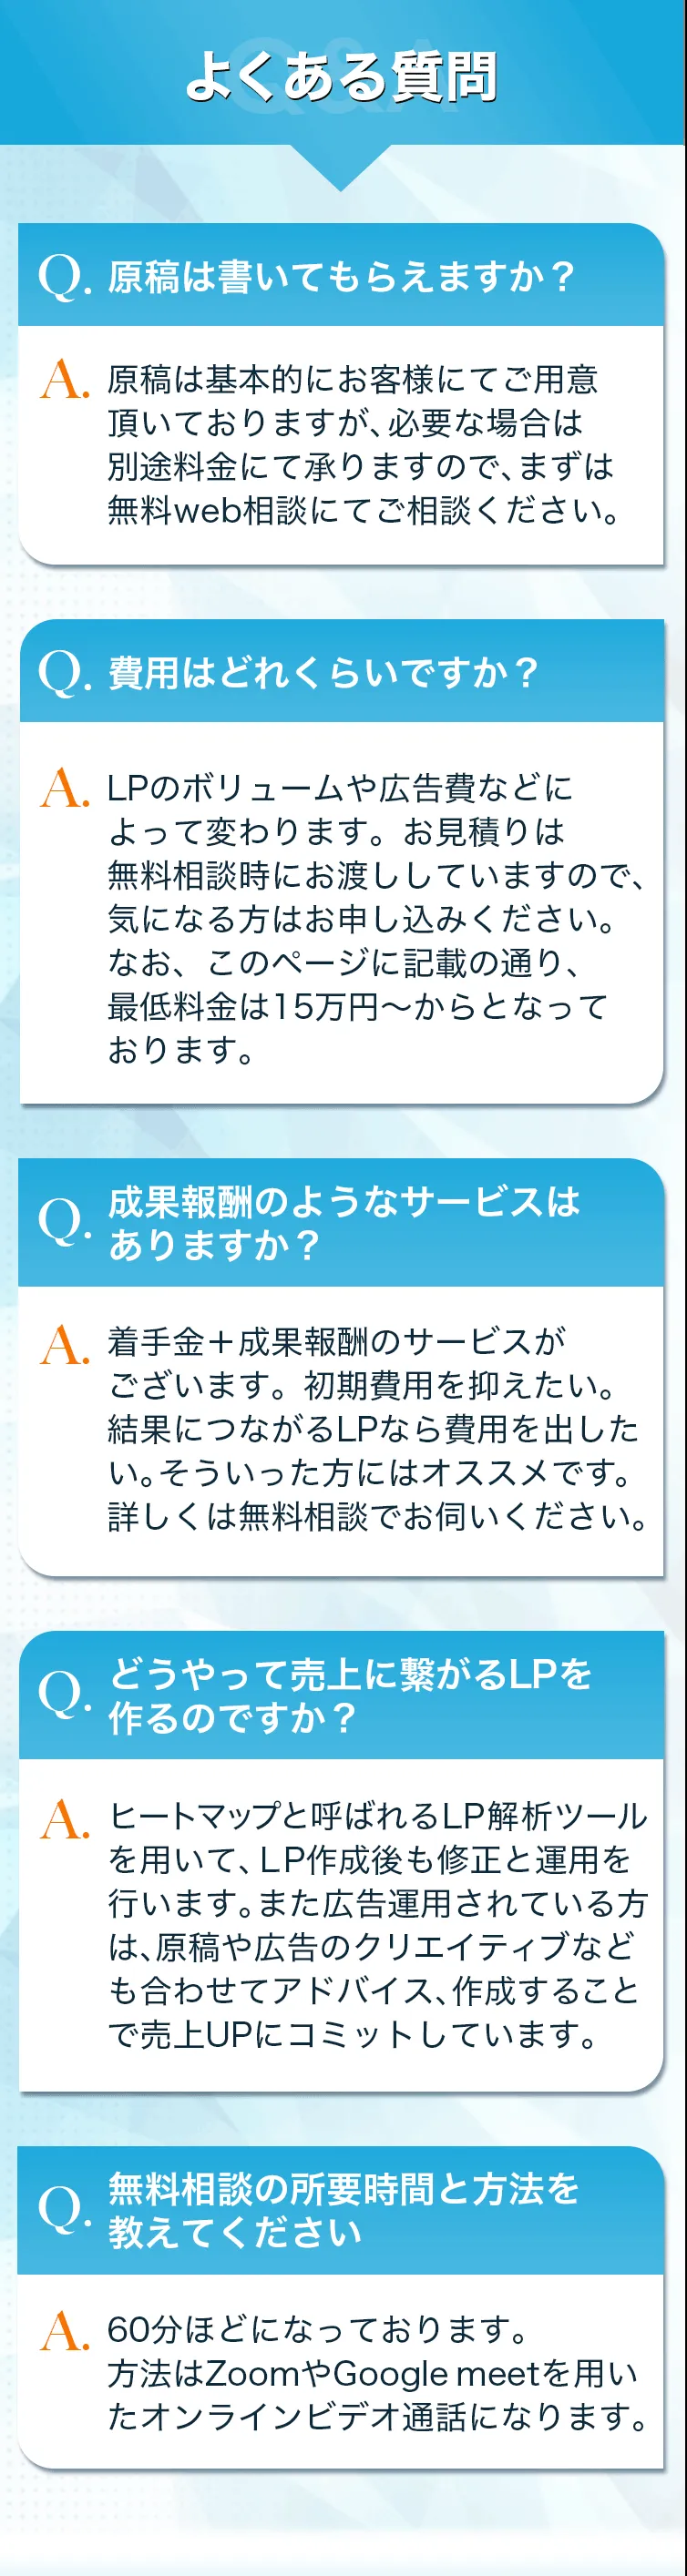 Q&A
よくある質問
Q. 原稿は書いてもらえますか？
A. 原稿は基本的にお客様にてご用意
頂いておりますが、必要な場合は
別途料金にて承りますので、まずは
無料web相談にてご相談ください。
Q. 費用はどれくらいですか？
A. LPのボリュームや広告費などに
よって変わります。お見積りは
無料相談時にお渡ししていますので、
気になる方はお申し込みください。
なお、このページに記載の通り、
最低料金は15万円〜からとなって
おります。
Q. 成果報酬のようなサービスは
ありますか？
A. 着手金＋成果報酬のサービスが
ございます。初期費用を抑えたい。
結果につながるLPなら費用を出した
い。そういった方にはオススメです。
詳しくは無料相談でお伺いください。
Q. どうやって売上に繋がるLPを
作るのですか？
A. ヒートマップと呼ばれるLP解析ツール
を用いて、LP作成後も修正と運用を
行います。また広告運用されている方
は、原稿や広告のクリエイティブなど
も合わせてアドバイス、作成すること
で売上UPにコミットしています。
Q. 無料相談の所要時間と方法を
教えてください
A. 60分ほどになっております。
方法はZoomやGoogle meetを用い
たオンラインビデオ通話になります。